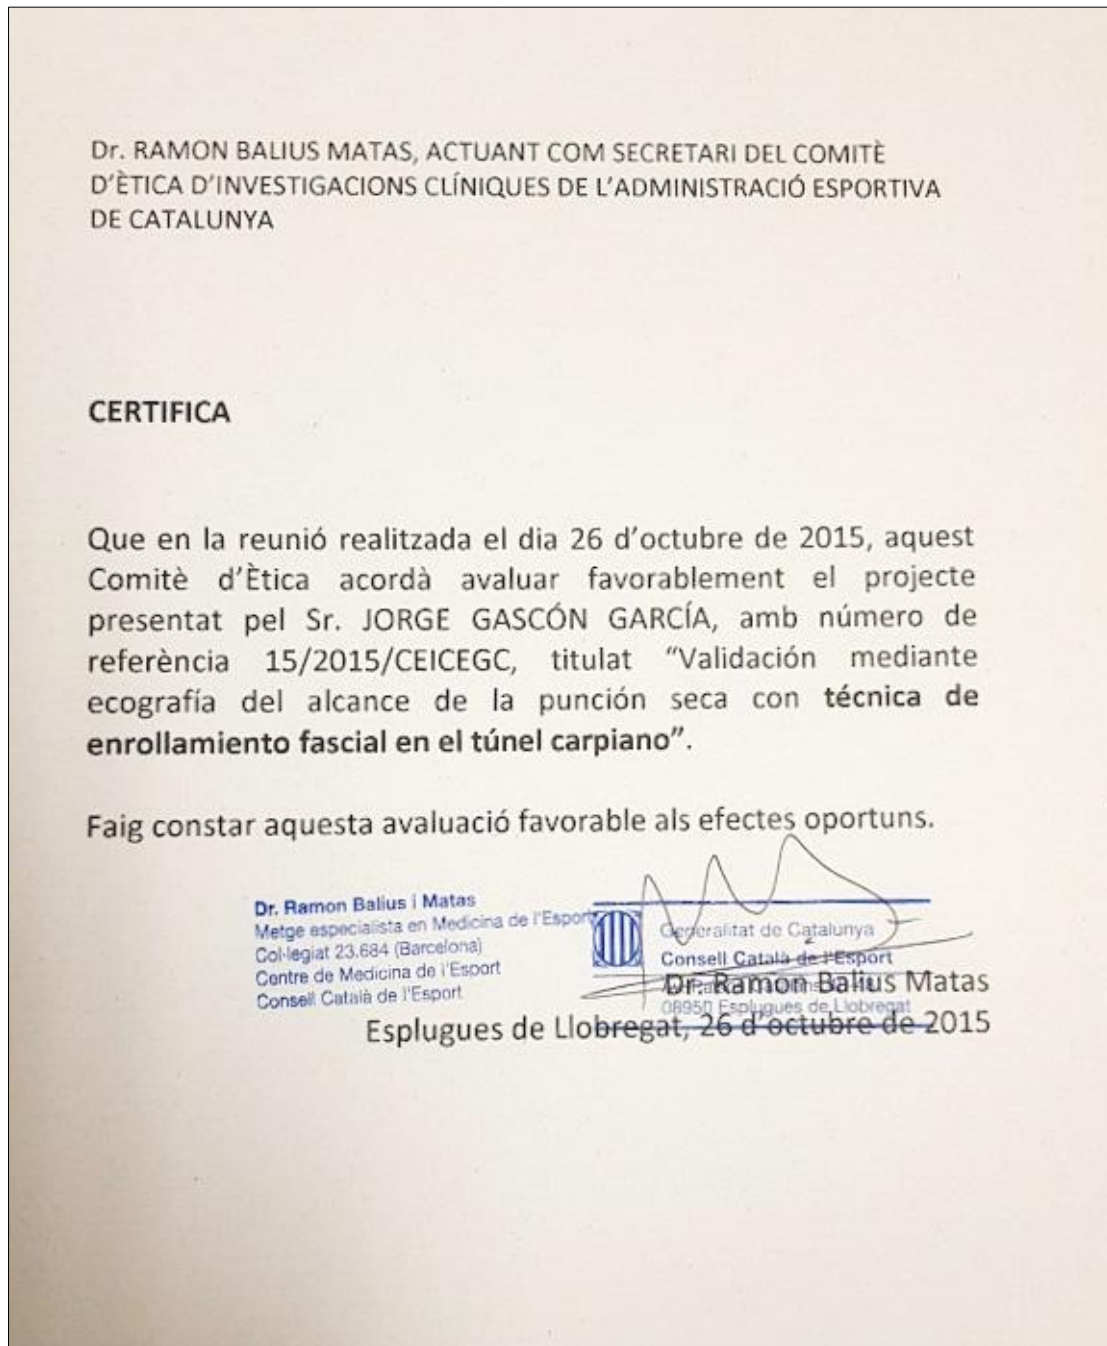 Dr. RAMON BALIUS MATAS, ACTUANT COM SECRETARI DEL COMITÈ
D'ÈTICA D'INVESTIGACIONS CLÍNIQUES DE L'ADMINISTRACIÓ ESPORTIVA
DE CATALUNYA
CERTIFICA
Que en la reunió realitzada el dia 26 d'octubre de 2015, aquest
Comitè d'Ètica acordà avaluar favorablement el projecte
presentat pel Sr. JORGE GASCÓN GARCÍA, amb número de
referència 15/2015/CEICEGC, titulat “Validación mediante
ecografía del alcance de la punción seca con técnica de
enrollamiento fascial en el túnel carpiano”.
Faig constar aquesta avaluació favorable als efectes oportuns.
Dr. Ramon Balius i Matas
Metge especialista en Medicina de l'Esport
Col·legiat 23.684 (Barcelona)
Centre de Medicina de l'Esport
Consell Català de l'Esport
Generalitat de Catalunya
Consell Català de l'Esport
08950 Esplugues de Llobregat
Dr. Ramon Balius Matas
Esplugues de Llobregat, 26 d'octubre de 2015